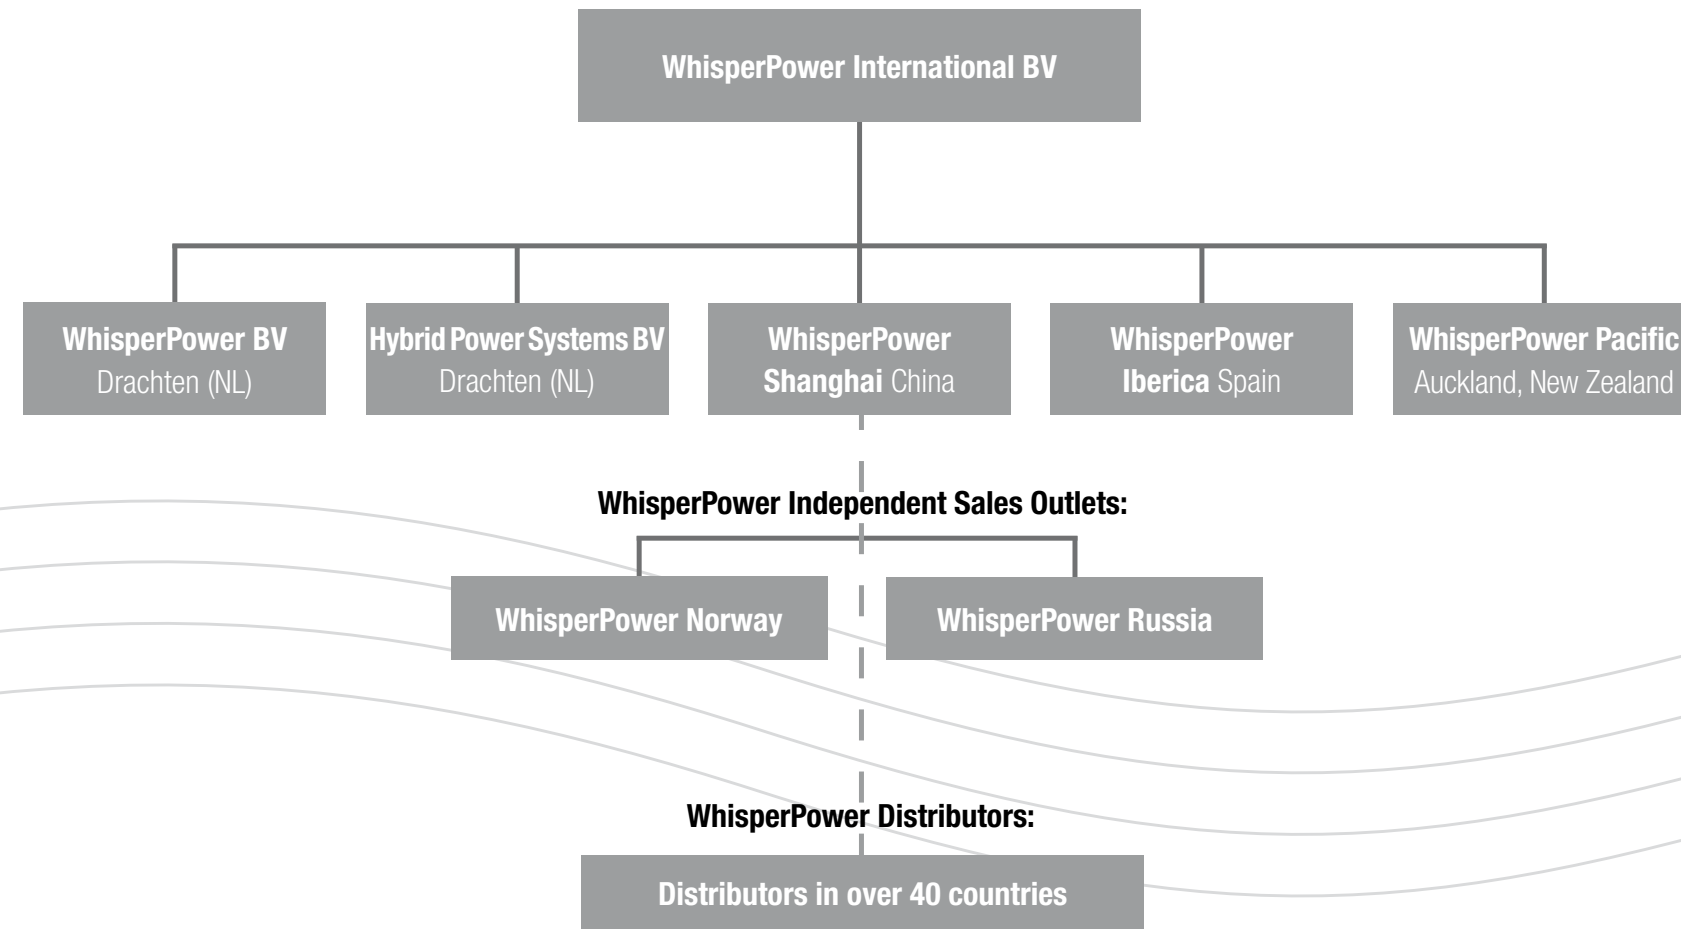 WhisperPower International BV
WhisperPower BV
Drachten (NL)
Hybrid Power Systems BV
Drachten (NL)
WhisperPower
Shanghai China
WhisperPower
Iberica Spain
WhisperPower Pacific
Auckland, New Zealand
WhisperPower Independent Sales Outlets:
WhisperPower Norway
WhisperPower Russia
WhisperPower Distributors:
Distributors in over 40 countries